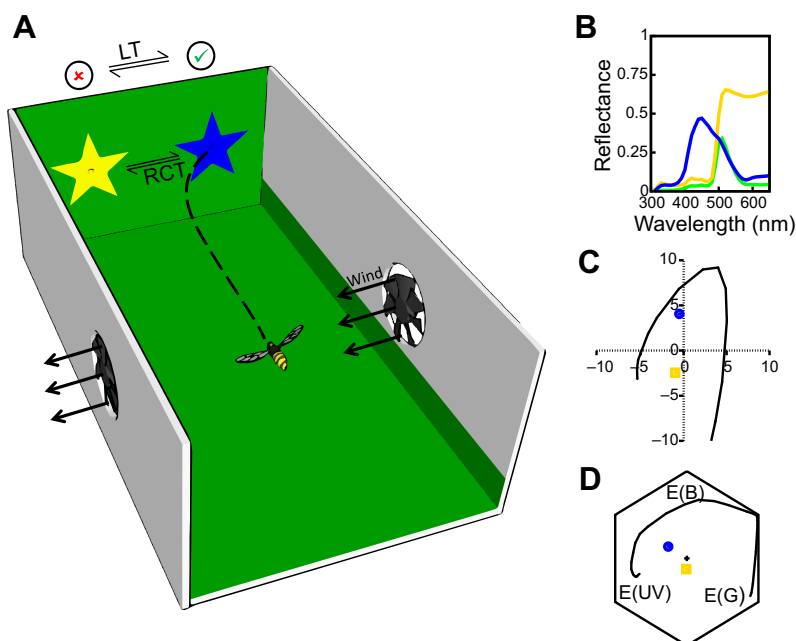 A
LT
RCT
Wind
B
Reflectance
1
0.75
0.5
0.25
0
300 400 500 600
Wavelength (nm)
C
10
5
0
−5
−10
−10 −5 0 5 10
D
E(B)
E(UV)
E(G)